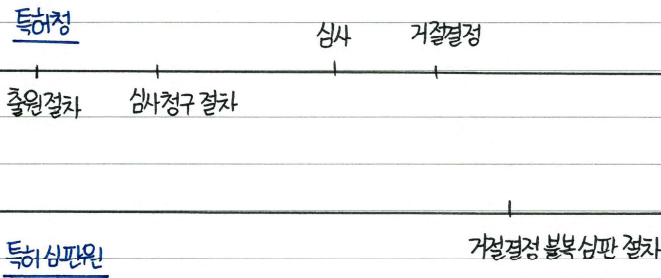 특허청
심사 거절결정
출원절차 심사청구 절차
거절결정 불복심판 절차
특허심판원